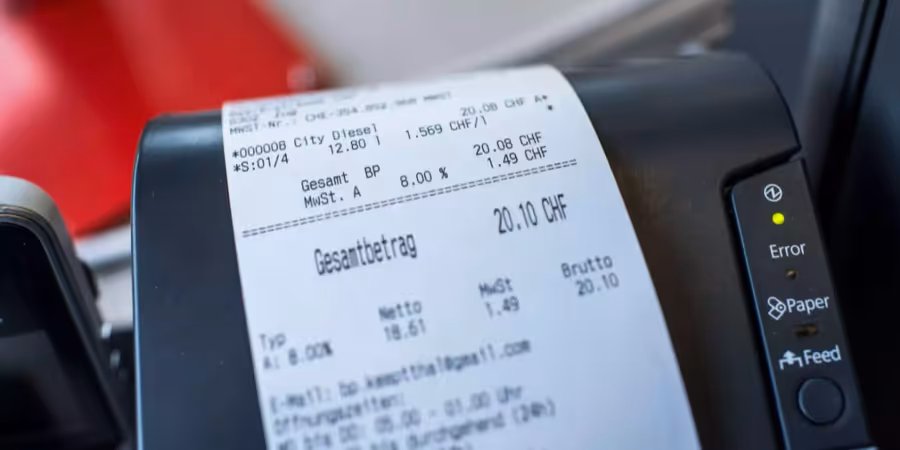 MWST-Nr.: CHE-354.852.968 MWST
20.08 CHF A*
*000008 City Diesel *
*S:01/4 12.80 l 1.569 CHF/l
Gesamt BP 20.08 CHF
MwSt. A 8.00 % 1.49 CHF
Gesamtbetrag 20.10 CHF
Typ Netto MwSt Brutto
A: 8.00% 18.61 1.49 20.10
E-Mail: bp.kemptthal@gmail.com
Öffnungszeiten:
MO bis DO: 05.00 - 01.00 Uhr
bis durchgehend (24h)
Error
Paper
Feed